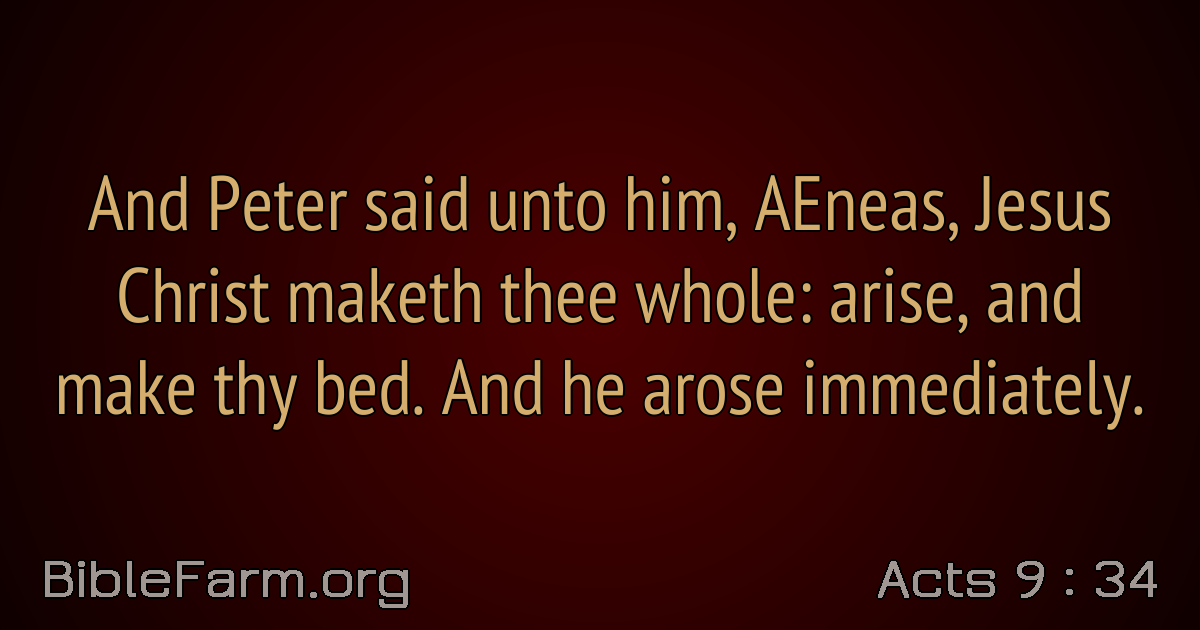 And Peter said unto him, AEneas, Jesus
Christ maketh thee whole: arise, and
make thy bed. And he arose immediately.
BibleFarm.org
Acts 9 : 34